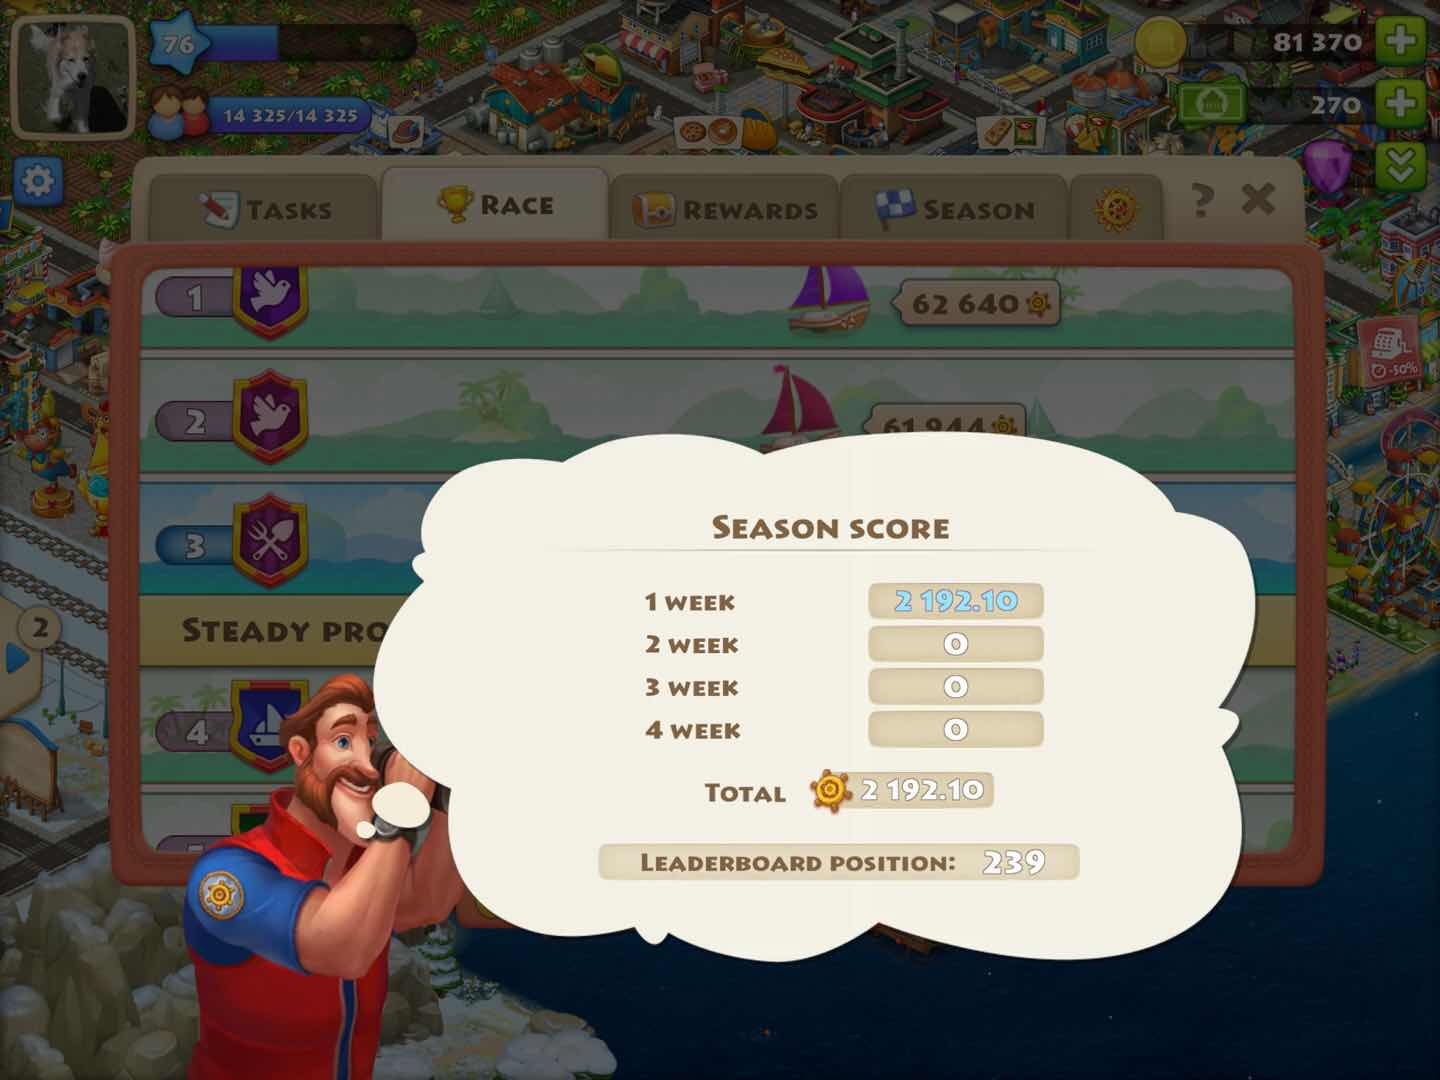 76
81 370
14 325/14 325
270
TASKS
RACE
REWARDS
SEASON
?
1
62 640
2
61 944
-50%
3
SEASON SCORE
1 WEEK 2 192.10
2 WEEK 0
2
STEADY PRO
3 WEEK 0
4 WEEK 0
4
TOTAL 2 192.10
LEADERBOARD POSITION: 239